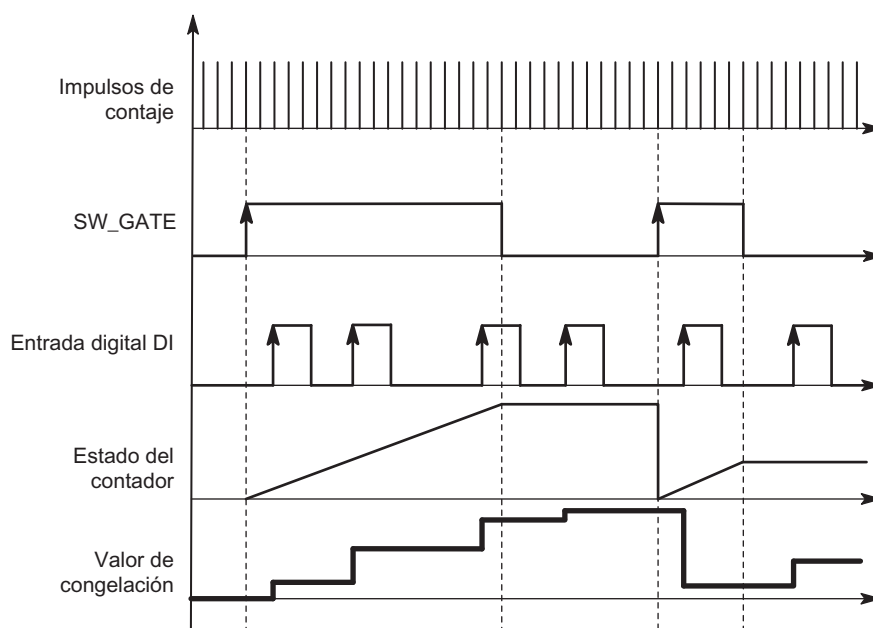 Impulsos de
contaje
SW_GATE
Entrada digital DI
Estado del
contador
Valor de
congelación